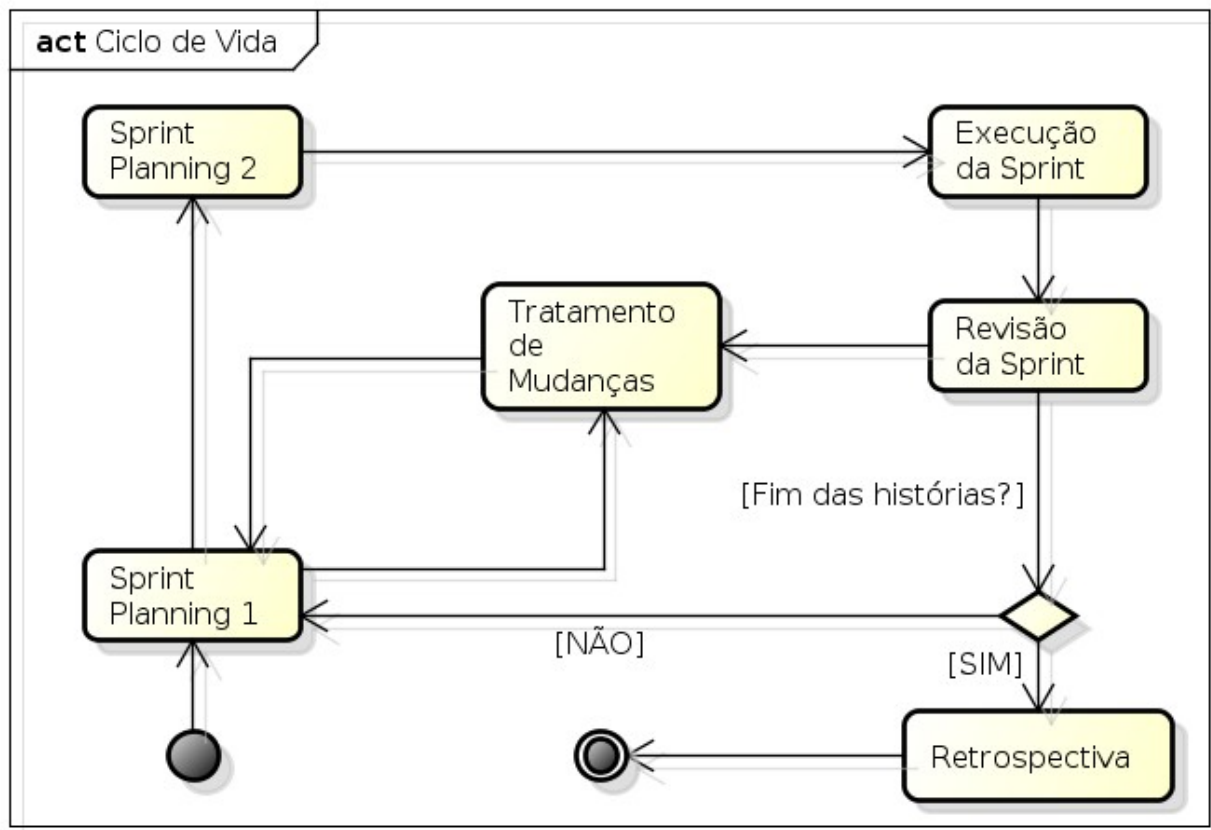 act Ciclo de Vida
Sprint
Planning 2
Execução
da Sprint
Tratamento
de
Mudanças
Revisão
da Sprint
[Fim das histórias?]
Sprint
Planning 1
[NÃO]
[SIM]
Retrospectiva